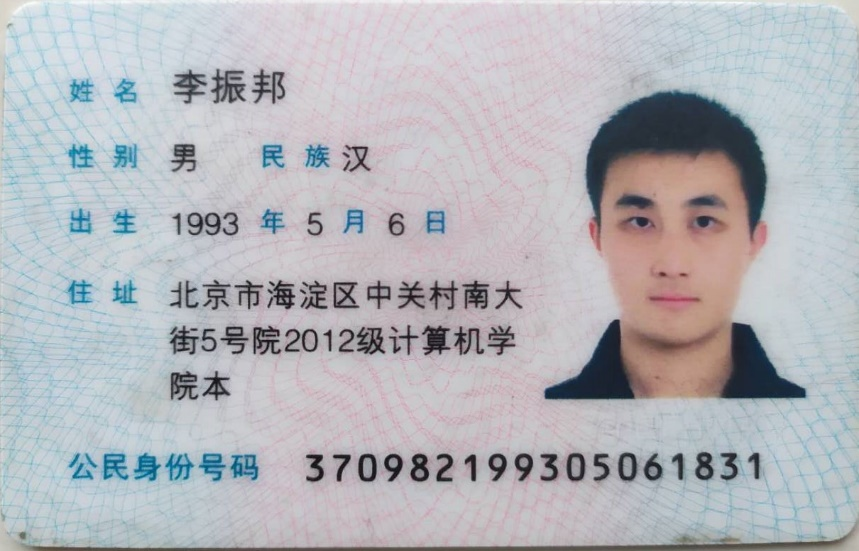 姓名 李振邦
性别 男 民族 汉
出生 1993 年 5 月 6 日
住址 北京市海淀区中关村南大
街5号院2012级计算机学
院本
公民身份号码 370982199305061831